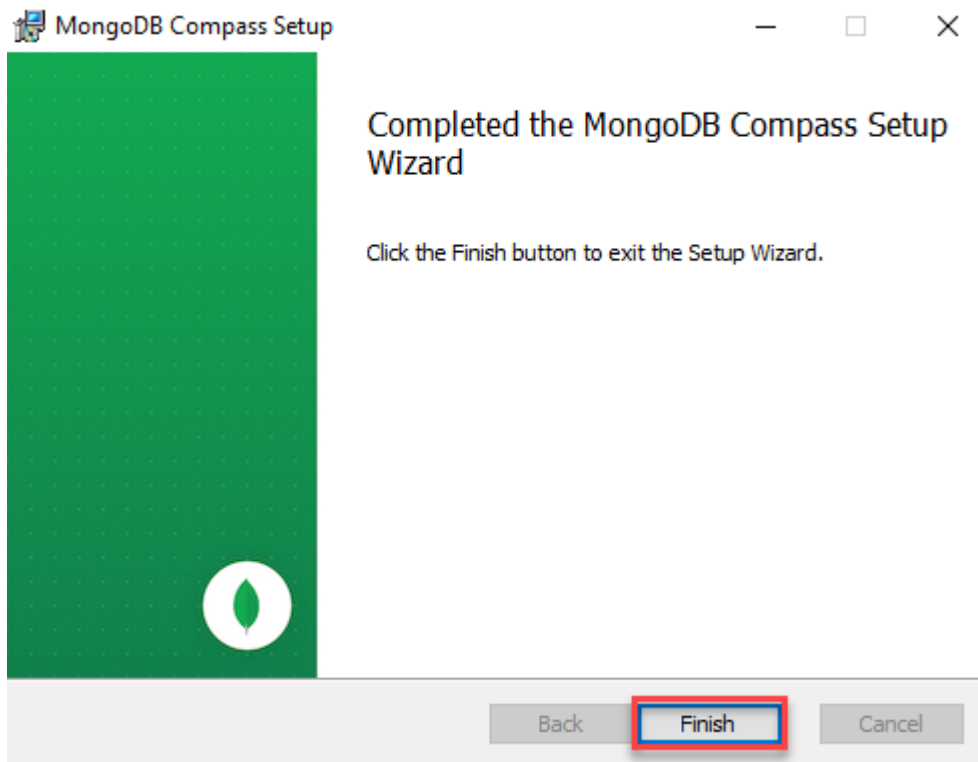 MongoDB Compass Setup
Completed the MongoDB Compass Setup
Wizard
Click the Finish button to exit the Setup Wizard.
Back
Finish
Cancel